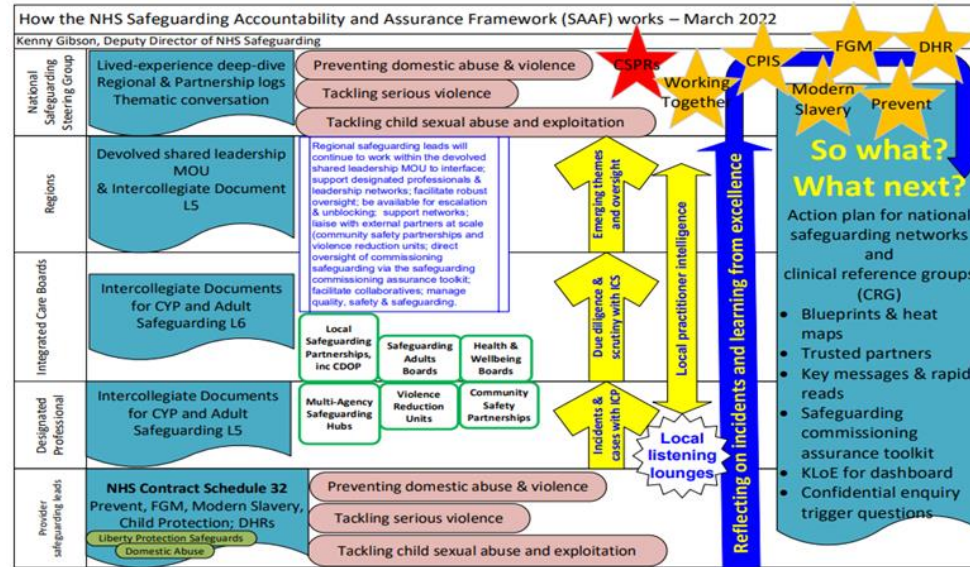 How the NHS Safeguarding Accountability and Assurance Framework (SAAF) works – March 2022
Kenny Gibson, Deputy Director of NHS Safeguarding
National
Safeguarding
Steering Group
Lived-experience deep-dive
Regional & Partnership logs
Thematic conversation
Preventing domestic abuse & violence
Tackling serious violence
Tackling child sexual abuse and exploitation
CSPRs
Working
Together
CPIS
Modern
Slavery
FGM
Prevent
DHR
Regions
Devolved shared leadership
MOU
& Intercollegiate Document
L5
Regional safeguarding leads will
continue to work within the devolved
shared leadership MOU to interface;
support designated professionals &
leadership networks; facilitate robust
oversight; be available for escalation
& unblocking; support networks;
liaise with external partners at scale
(community safety partnerships and
violence reduction units; direct
oversight of commissioning
safeguarding via the safeguarding
commissioning assurance toolkit;
facilitate collaboratives; manage
quality, safety & safeguarding.
Emerging themes
and oversight
Integrated Care Boards
Intercollegiate Documents
for CYP and Adult
Safeguarding L6
Local
Safeguarding
Partnerships,
inc CDOP
Safeguarding
Adults
Boards
Health &
Wellbeing
Boards
Due diligence &
scrutiny with ICS
Local practitioner intelligence
Designated
Professional
Intercollegiate Documents
for CYP and Adult
Safeguarding L5
Multi-Agency
Safeguarding
Hubs
Violence
Reduction
Units
Community
Safety
Partnerships
Incidents &
cases with ICP
Local
listening
lounges
Provider
safeguarding leads
NHS Contract Schedule 32
Prevent, FGM, Modern Slavery,
Child Protection; DHRs
Liberty Protection Safeguards
Domestic Abuse
Preventing domestic abuse & violence
Tackling serious violence
Tackling child sexual abuse and exploitation
Reflecting on incidents and learning from excellence
So what?
What next?
Action plan for national
safeguarding networks
and
clinical reference groups
(CRG)
• Blueprints & heat
maps
• Trusted partners
• Key messages & rapid
reads
• Safeguarding
commissioning
assurance toolkit
• KLoE for dashboard
• Confidential enquiry
trigger questions